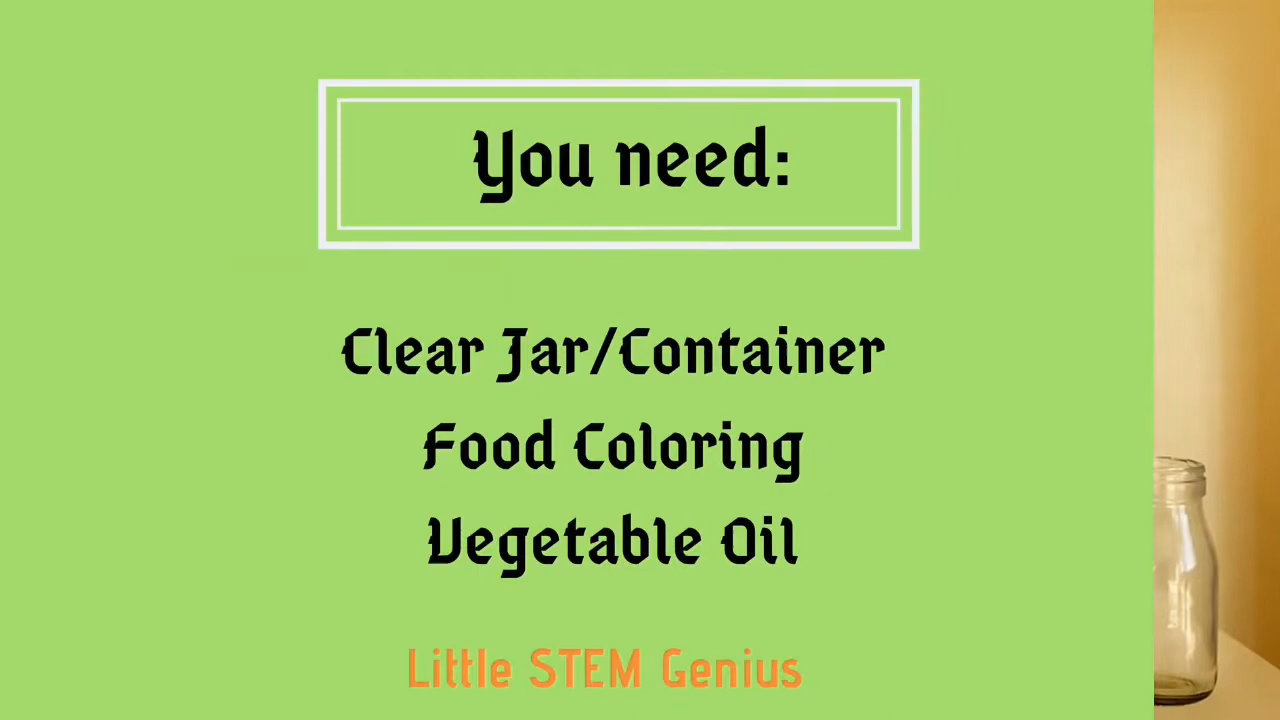 You need:
Clear Jar/Container
Food Coloring
Vegetable Oil
Little STEM Genius